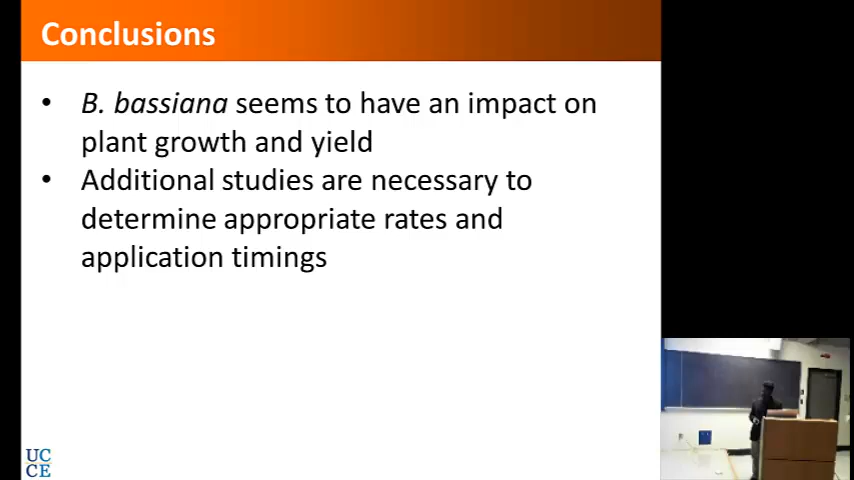 Conclusions
• B. bassiana seems to have an impact on
plant growth and yield
• Additional studies are necessary to
determine appropriate rates and
application timings
UC
CE